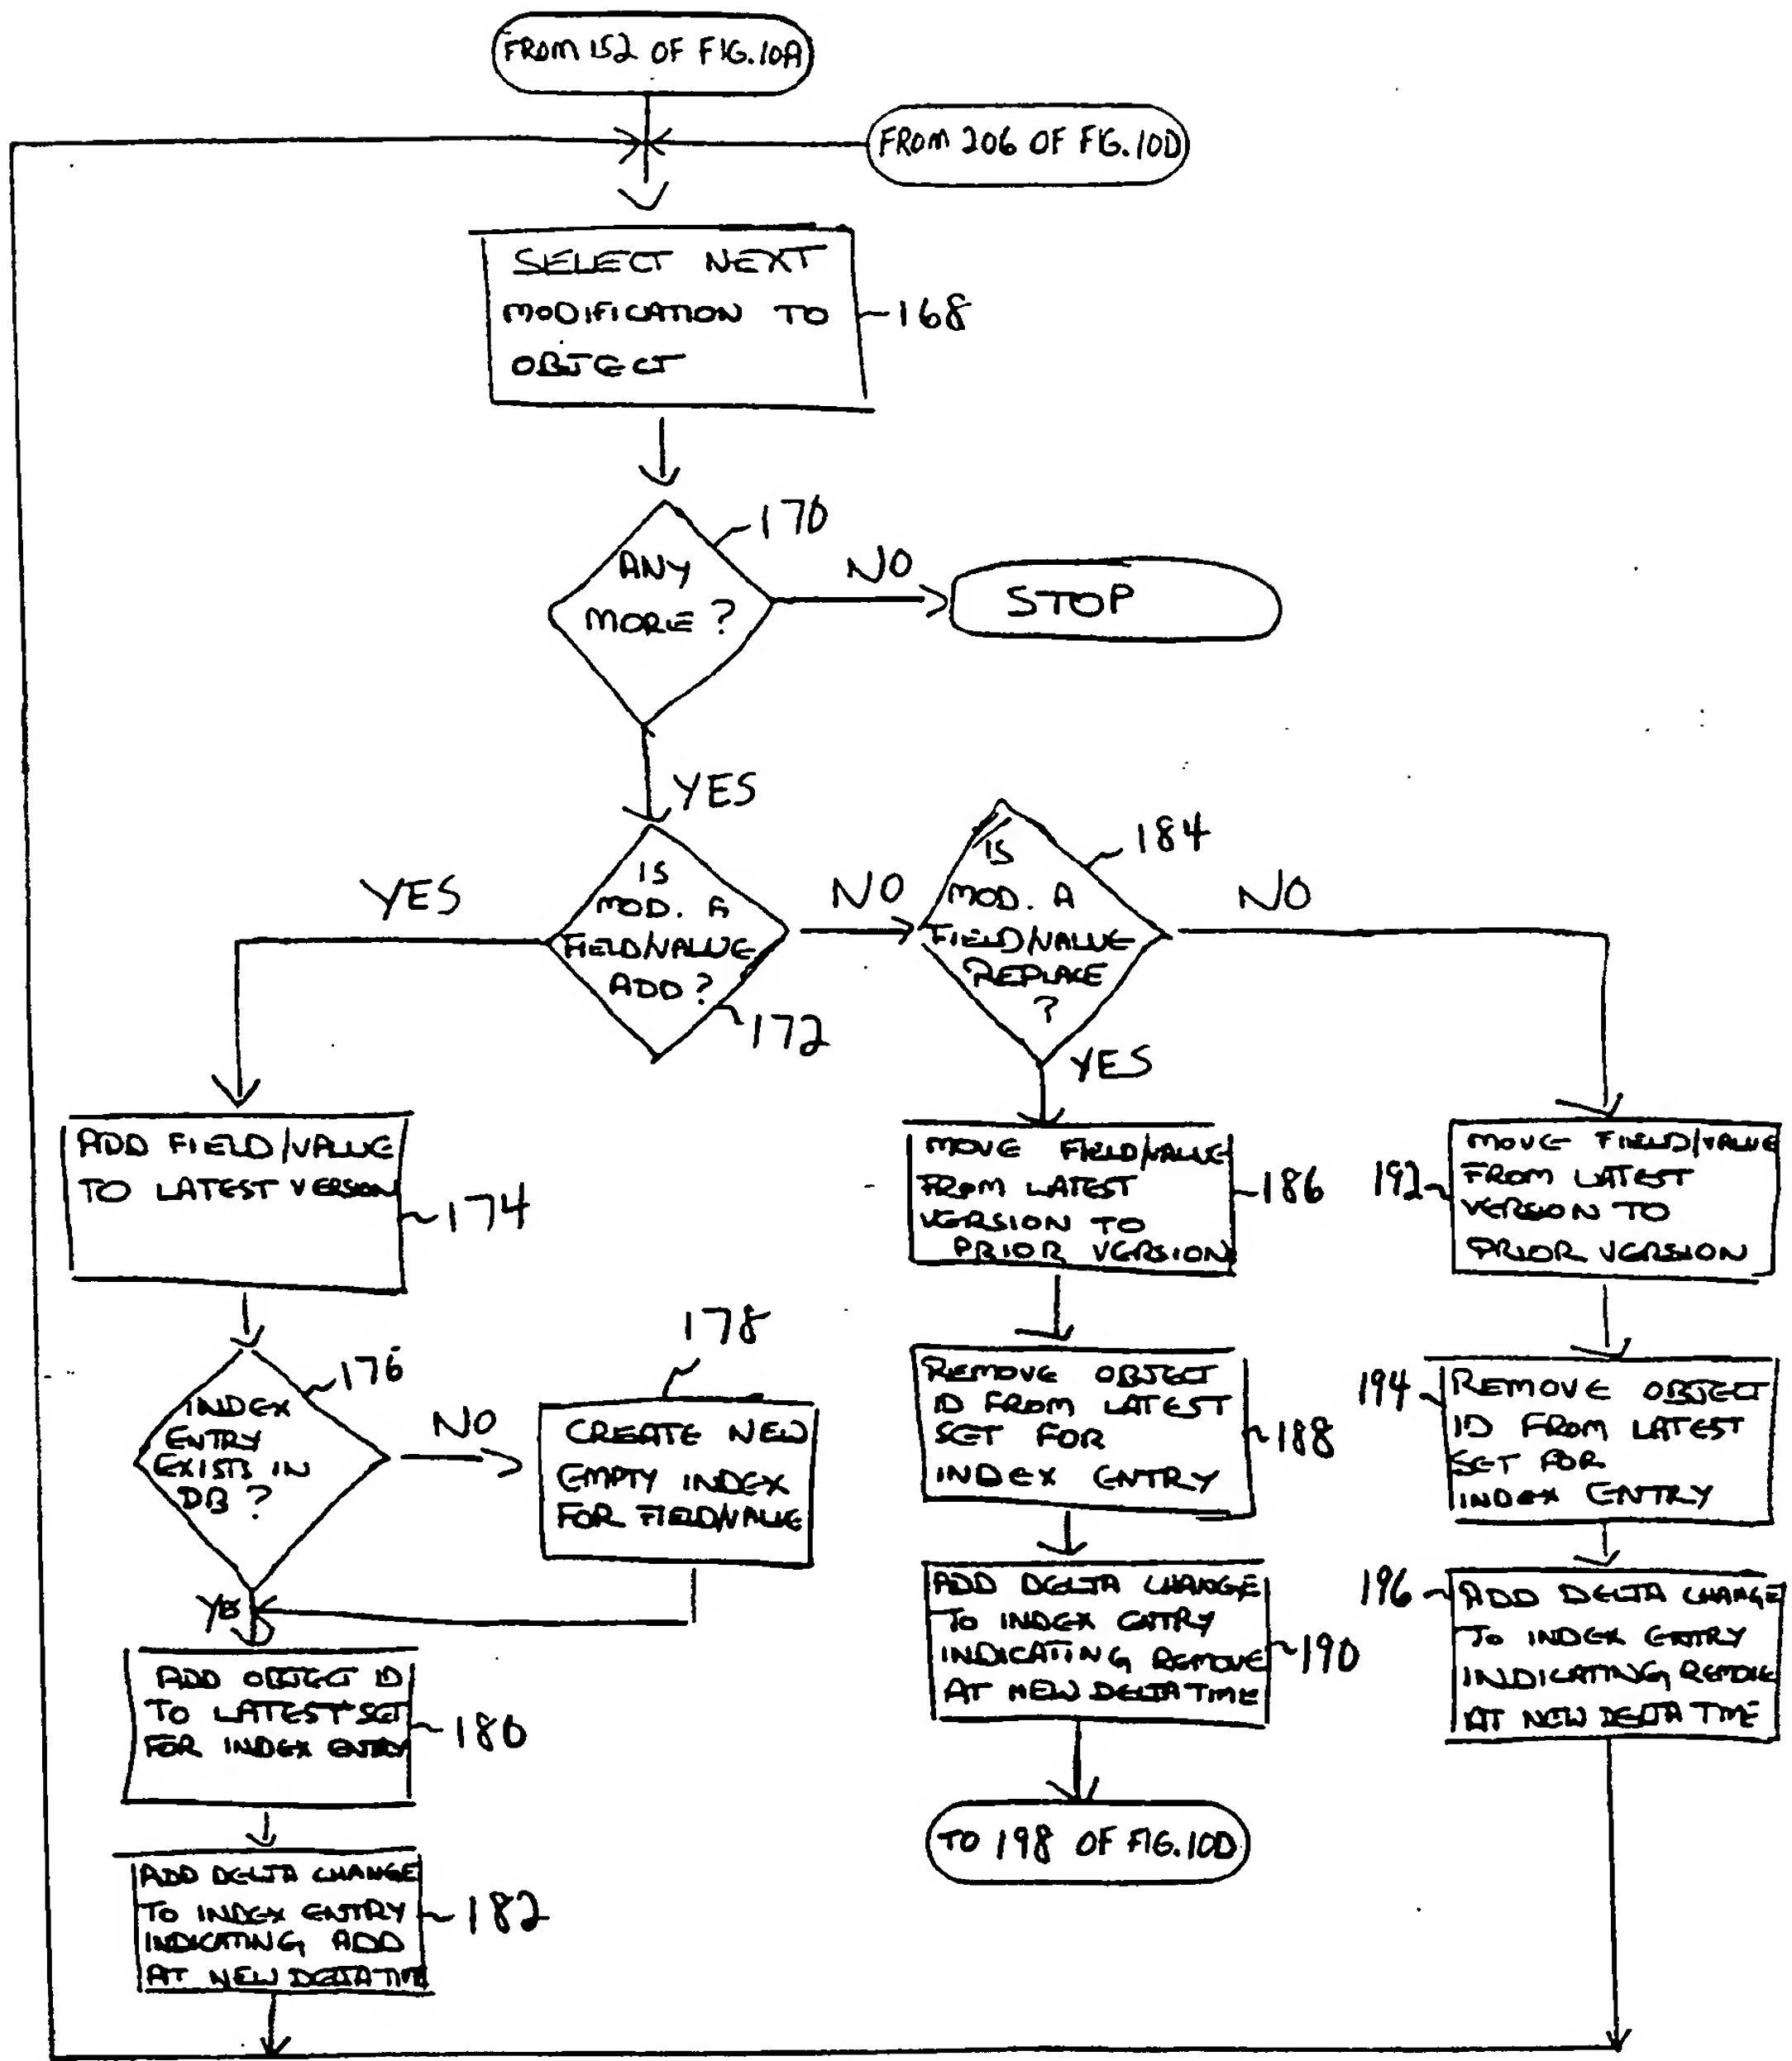 FROM 152 OF FIG.10A
FROM 206 OF FIG.10D
SELECT NEXT
MODIFICATION TO
OBJECT
168
170
ANY
MORE?
NO
STOP
YES
IS
MOD. A
FIELD/VALUE
ADD?
172
YES
NO
184
IS
MOD. A
FIELD/VALUE
REPLACE
?
NO
YES
ADD FIELD/VALUE
TO LATEST VERSION
174
MOVE FIELD/VALUE
FROM LATEST
VERSION TO
PRIOR VERSION
186
192
MOVE FIELD/VALUE
FROM LATEST
VERSION TO
PRIOR VERSION
176
INDEX
ENTRY
EXISTS IN
DB?
NO
178
CREATE NEW
EMPTY INDEX
FOR FIELD/VALUE
YES
REMOVE OBJECT
ID FROM LATEST
SET FOR
INDEX ENTRY
188
194
REMOVE OBJECT
ID FROM LATEST
SET FOR
INDEX ENTRY
ADD OBJECT ID
TO LATEST SET
FOR INDEX ENTRY
180
ADD DELTA CHANGE
TO INDEX ENTRY
INDICATING REMOVE
AT NEW DELTA TIME
190
196
ADD DELTA CHANGE
TO INDEX ENTRY
INDICATING REMOVE
AT NEW DELTA TIME
ADD DELTA CHANGE
TO INDEX ENTRY
INDICATING ADD
AT NEW DELTA TIME
182
TO 198 OF FIG.10D